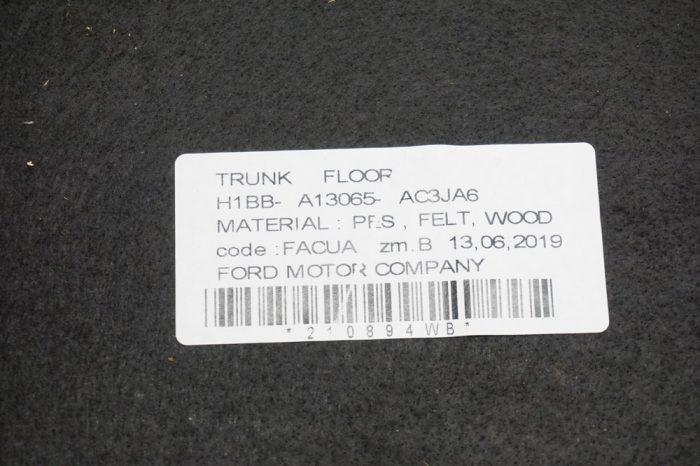 TRUNK FLOOR
H1BB- A13065- AC3JA6
MATERIAL : PES , FELT, WOOD
code :FACUA zm.B 13,06,2019
FORD MOTOR COMPANY
*210894WB*